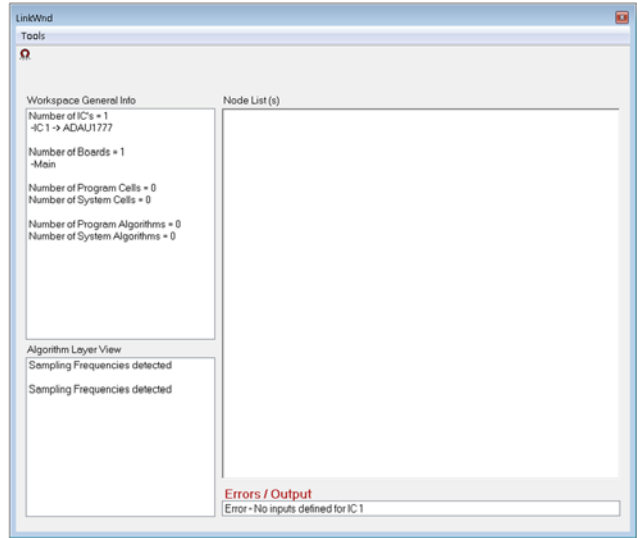 LinkWnd
Tools
Workspace General Info
Number of IC's = 1
-IC 1 -> ADAU1777
Number of Boards = 1
-Main
Number of Program Cells = 0
Number of System Cells = 0
Number of Program Algorithms = 0
Number of System Algorithms = 0
Node List (s)
Algorithm Layer View
Sampling Frequencies detected
Sampling Frequencies detected
Errors / Output
Error - No inputs defined for IC 1